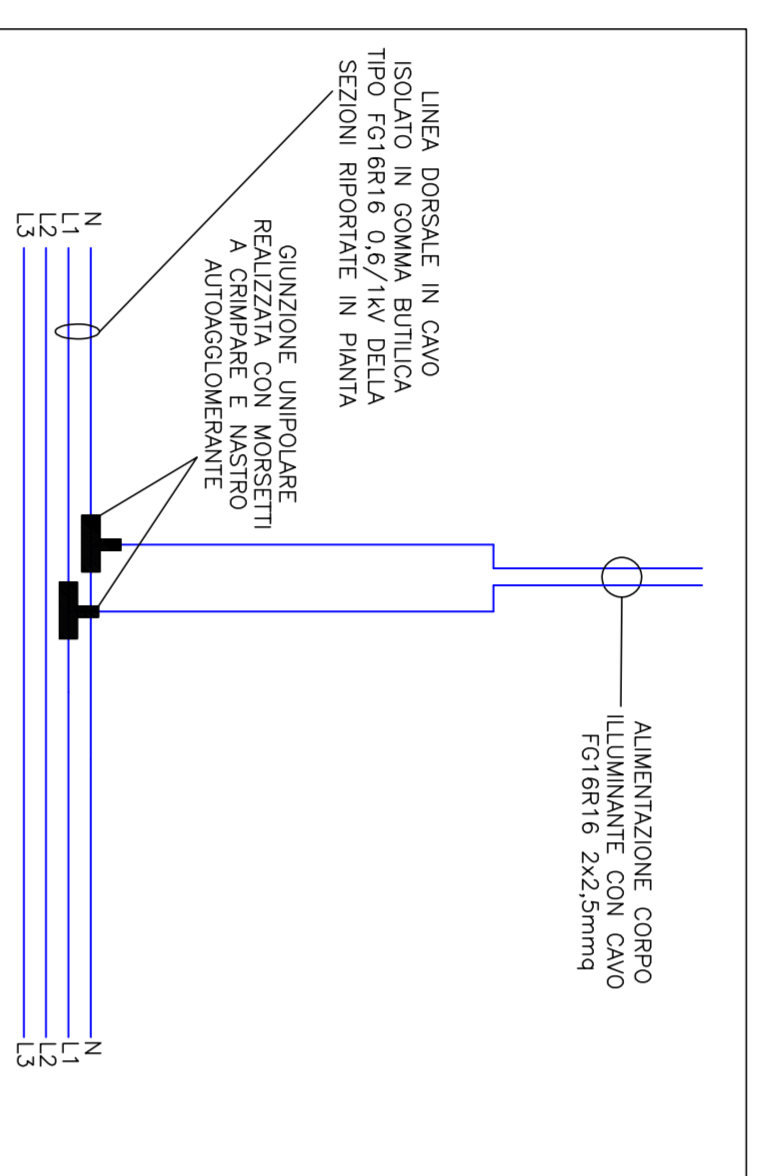 LINEA DORSALE IN CAVO
ISOLATO IN GOMMA BUTILICA
TIPO FG16R16 0,6/1kV DELLA
SEZIONI RIPORTATE IN PIANTA
GIUNZIONE UNIPOLARE
REALIZZATA CON MORSETTI
A CRIMPARE E NASTRO
AUTOAGGLOMERANTE
ALIMENTAZIONE CORPO
ILLUMINANTE CON CAVO
FG16R16 2x2,5mmq
N
L1
L2
L3
N
L1
L2
L3